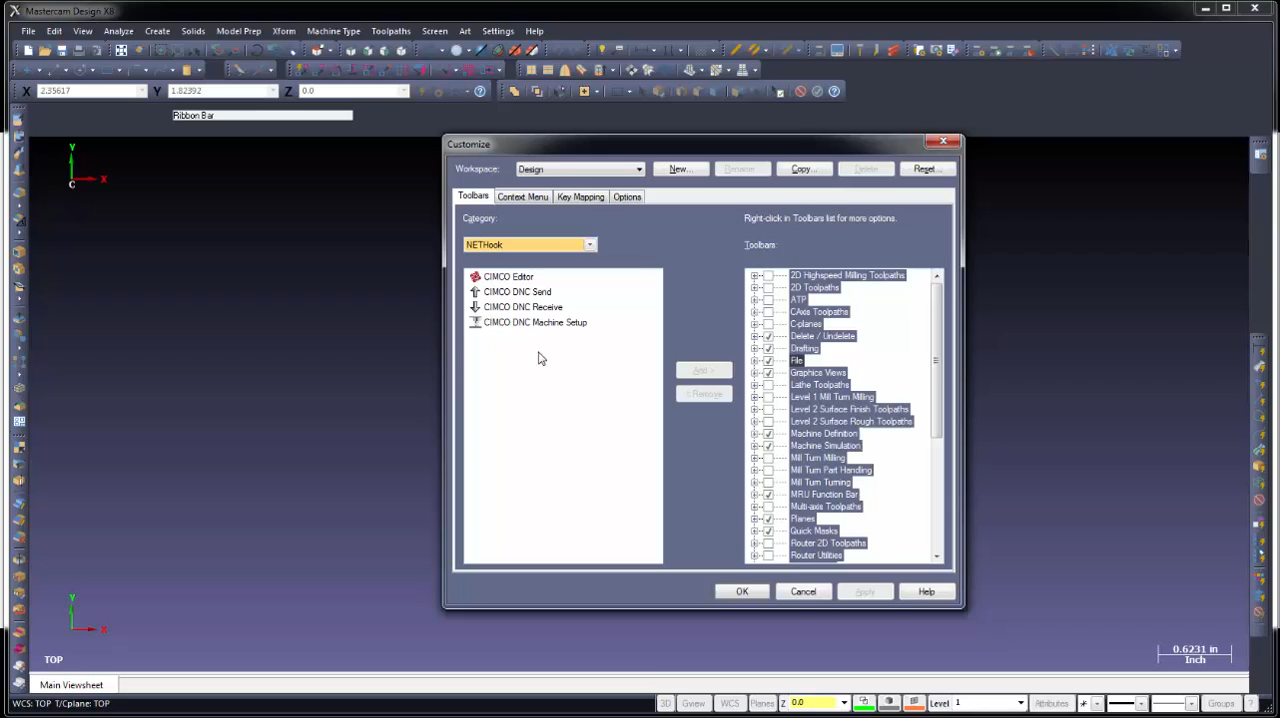 Mastercam Design X8
File Edit View Analyze Create Solids Model Prep Xform Machine Type Toolpaths Screen Art Settings Help
X 2.35617 Y 1.82392 Z 0.0
Ribbon Bar
Y
X
C
Customize
Workspace: Design New... Rename Copy... Delete Reset...
Toolbars Context Menu Key Mapping Options
Category: Right-click in Toolbars list for more options.
NETHook Toolbars:
CIMCO Editor
CIMCO DNC Send
CIMCO DNC Receive
CIMCO DNC Machine Setup
Add >
< Remove
2D Highspeed Milling Toolpaths
2D Toolpaths
ATP
CAxis Toolpaths
C-planes
Delete / Undelete
Drafting
File
Graphics Views
Lathe Toolpaths
Level 1 Mill Turn Milling
Level 2 Surface Finish Toolpaths
Level 2 Surface Rough Toolpaths
Machine Definition
Machine Simulation
Mill Turn Milling
Mill Turn Part Handling
Mill Turn Turning
MRU Function Bar
Multi-axis Toolpaths
Planes
Quick Masks
Router 2D Toolpaths
Router Utilities
OK Cancel Apply Help
Y
X
TOP
0.6231 in
Inch
Main Viewsheet
WCS: TOP T/Cplane: TOP 3D Gview WCS Planes Z 0.0 Level 1 Attributes Groups ?